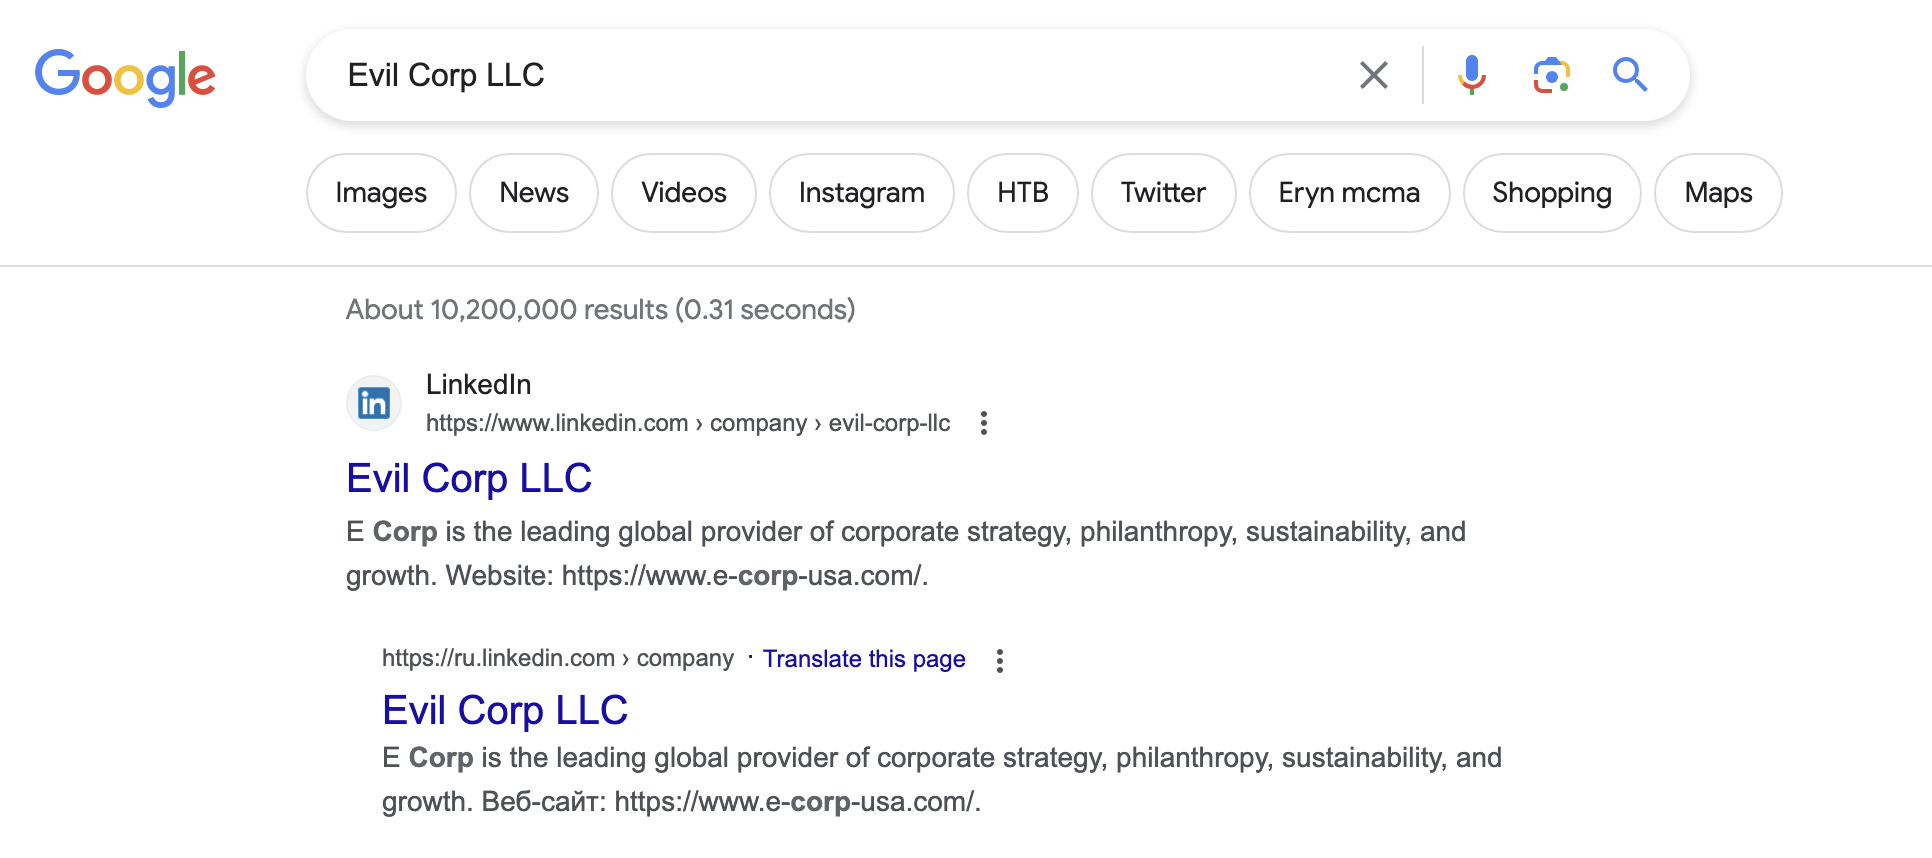 Google
Evil Corp LLC
Images News Videos Instagram HTB Twitter Eryn mcma Shopping Maps
About 10,200,000 results (0.31 seconds)
in
LinkedIn
https://www.linkedin.com › company › evil-corp-llc
Evil Corp LLC
E Corp is the leading global provider of corporate strategy, philanthropy, sustainability, and
growth. Website: https://www.e-corp-usa.com/.
https://ru.linkedin.com › company · Translate this page
Evil Corp LLC
E Corp is the leading global provider of corporate strategy, philanthropy, sustainability, and
growth. Веб-сайт: https://www.e-corp-usa.com/.